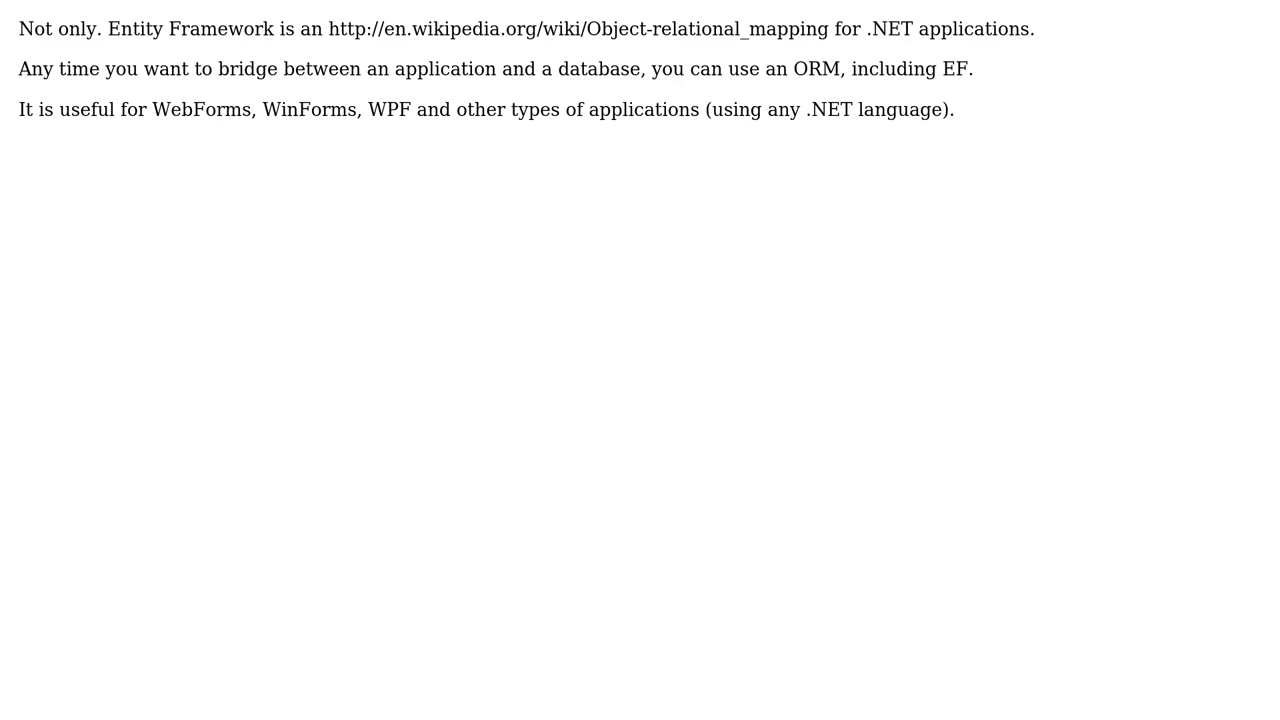 Not only. Entity Framework is an http://en.wikipedia.org/wiki/Object-relational_mapping for .NET applications.
Any time you want to bridge between an application and a database, you can use an ORM, including EF.
It is useful for WebForms, WinForms, WPF and other types of applications (using any .NET language).